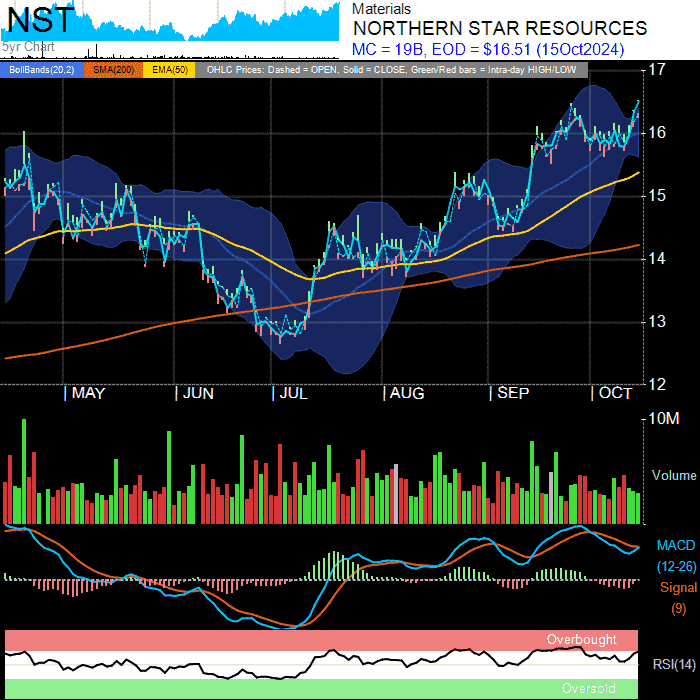 NST
5yr Chart
Materials
NORTHERN STAR RESOURCES
MC = 19B, EOD = $16.51 (15Oct2024)
BollBands(20,2) SMA(200) EMA(50) OHLC Prices: Dashed = OPEN, Solid = CLOSE, Green/Red bars = Intra-day HIGH/LOW
17
16
15
14
13
12
| MAY | JUN | JUL | AUG | SEP | OCT
10M
Volume
MACD
(12-26)
Signal
(9)
Overbought
RSI(14)
Oversold